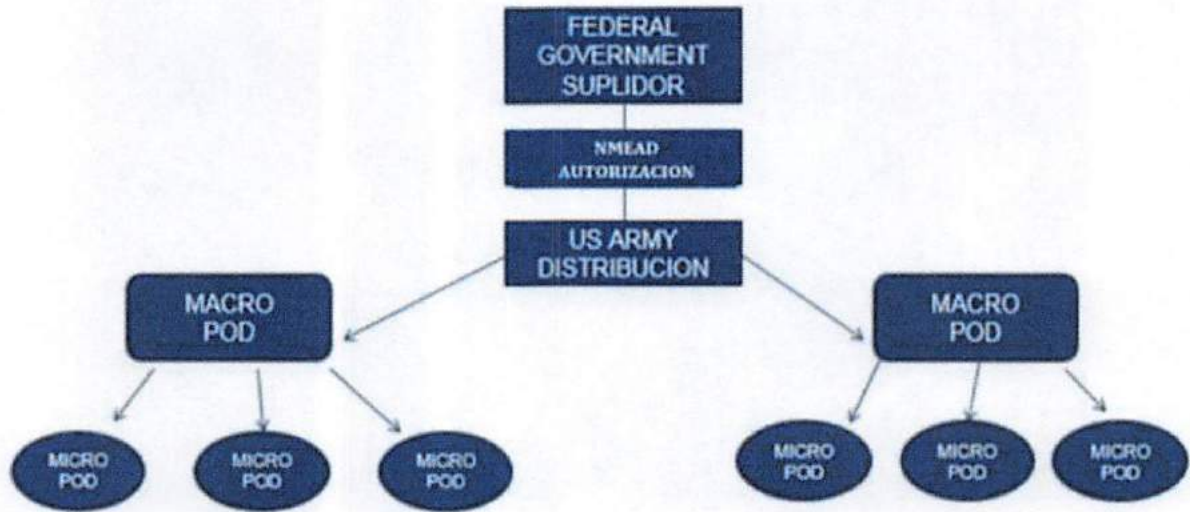 FEDERAL
GOVERNMENT
SUPLIDOR
NMEAD
AUTORIZACION
US ARMY
DISTRIBUCION
MACRO
POD
MACRO
POD
MICRO
POD
MICRO
POD
MICRO
POD
MICRO
POD
MICRO
POD
MICRO
POD